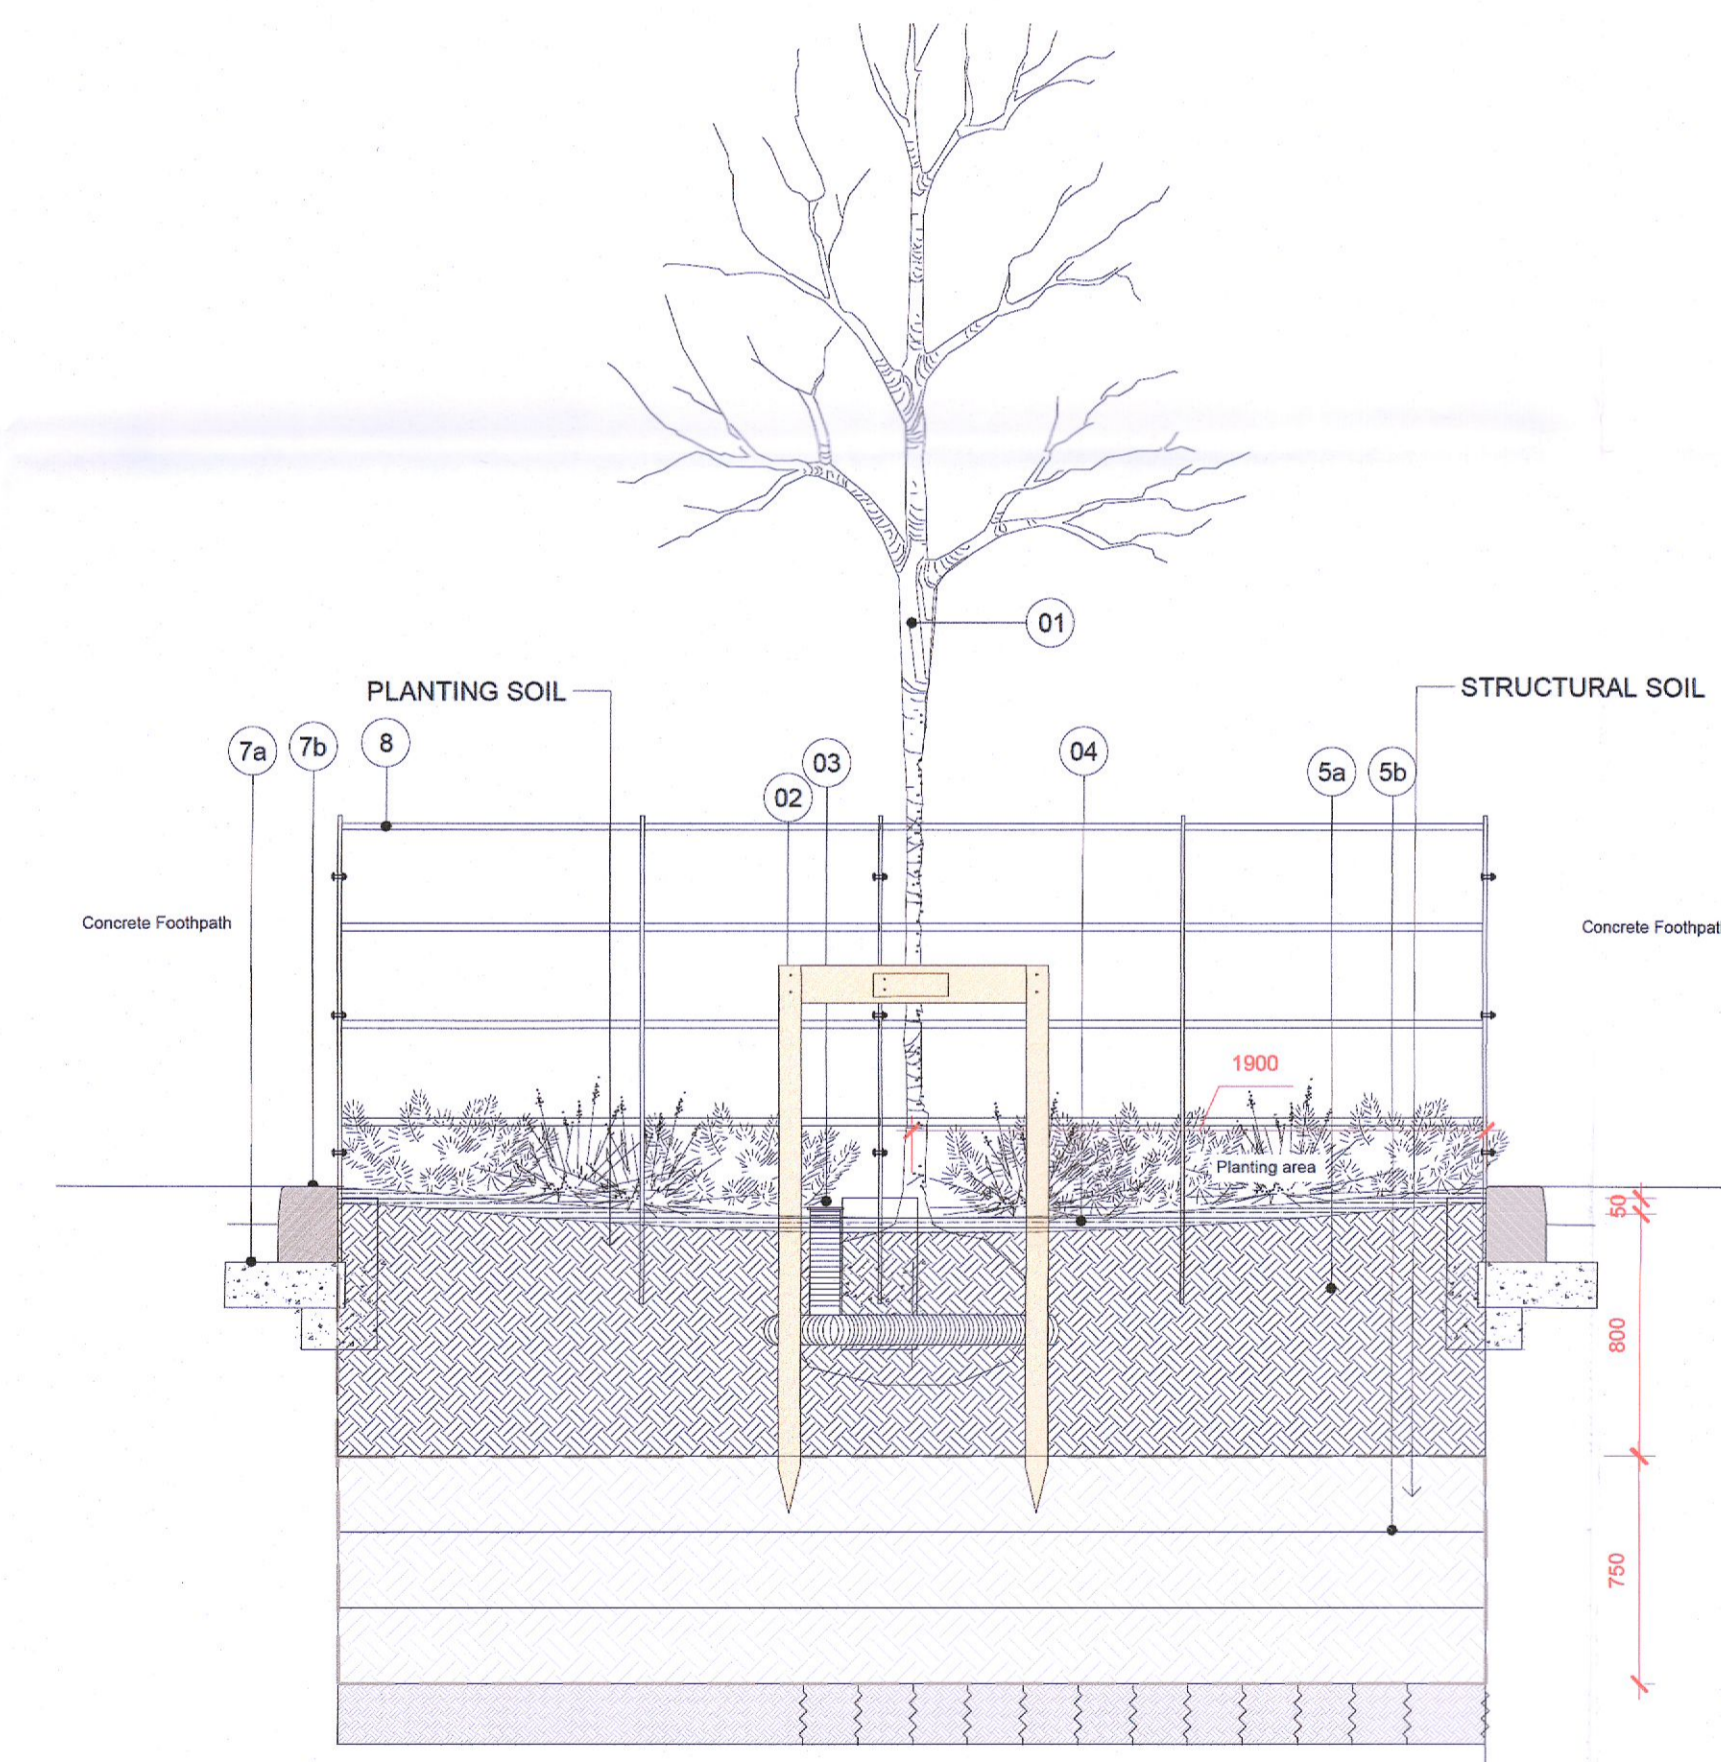 01
PLANTING SOIL
STRUCTURAL SOIL
7a
7b
8
03
04
02
5a
5b
Concrete Foothpath
Concrete Foothpat
1900
Planting area
50
800
750